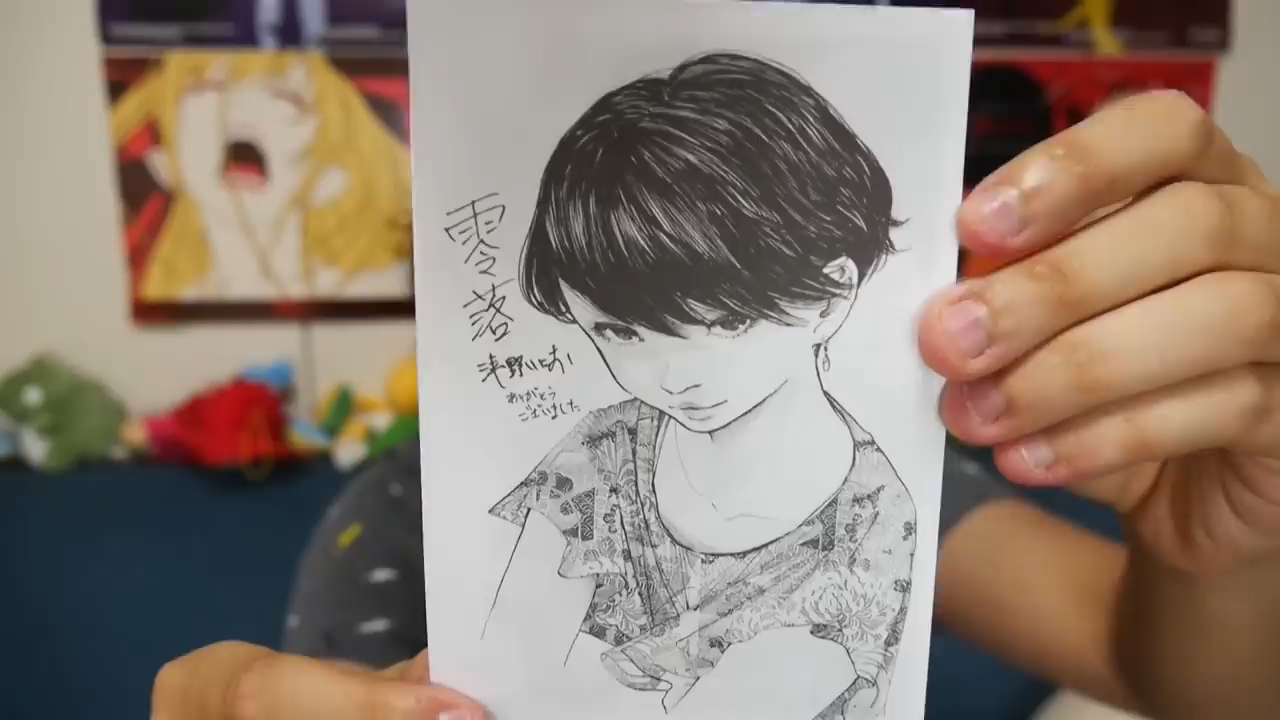 零落
浅野いにお
ありがとう
ございました